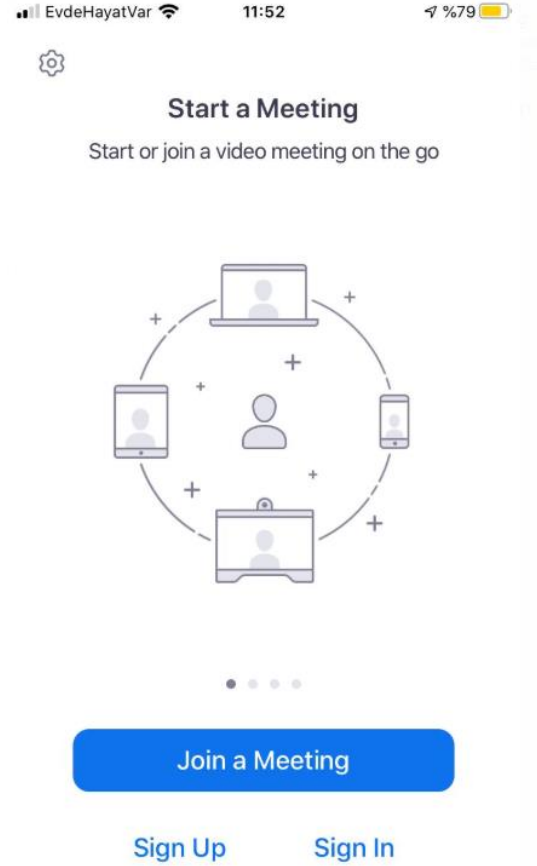 EvdeHayatVar 11:52 %79
Start a Meeting
Start or join a video meeting on the go
Join a Meeting
Sign Up Sign In